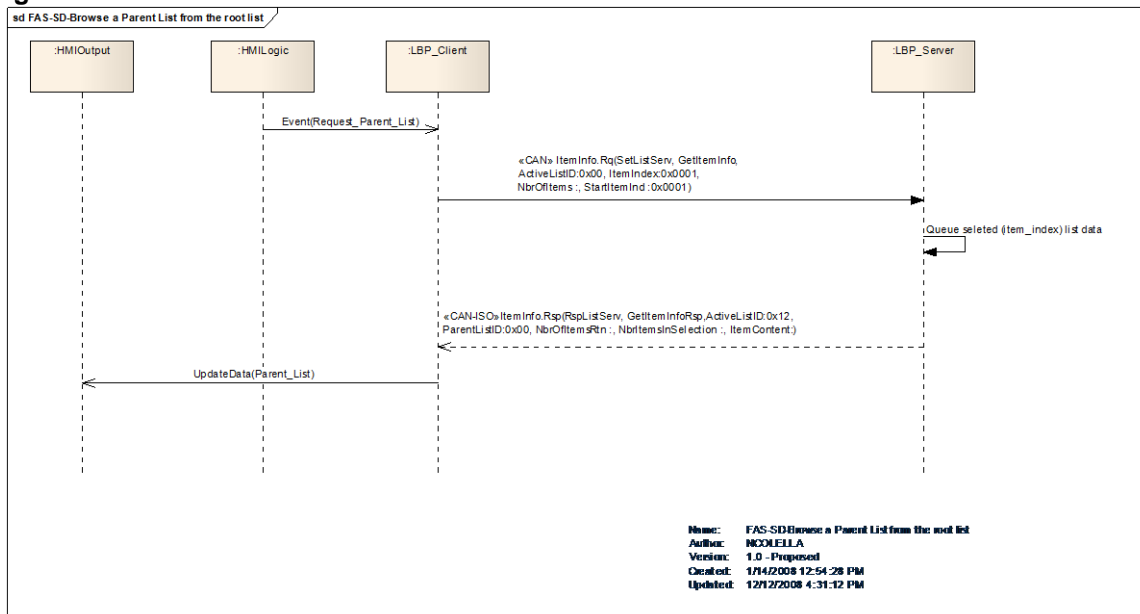 sd FAS-SD-Browse a Parent List from the root list
:HMIOutput
:HMILogic
:LBP_Client
:LBP_Server
Event(Request_Parent_List)
«CAN» ItemInfo.Rq(SetListServ, GetItemInfo,
ActiveListID:0x00, ItemIndex:0x0001,
NbrOfItems :, StartItemInd :0x0001)
Queue seleted (item_index) list data
«CAN-ISO»ItemInfo.Rsp(RspListServ, GetItemInfoRsp,ActiveListID:0x12,
ParentListID:0x00, NbrOfItemsRtn :, NbrItemsInSelection :, ItemContent:)
UpdateData(Parent_List)
Name: FAS-SD-Browse a Parent List from the root list
Author: NCOLELLA
Version: 1.0 - Proposed
Created: 1/14/2008 12:54:28 PM
Updated: 12/12/2008 4:31:12 PM